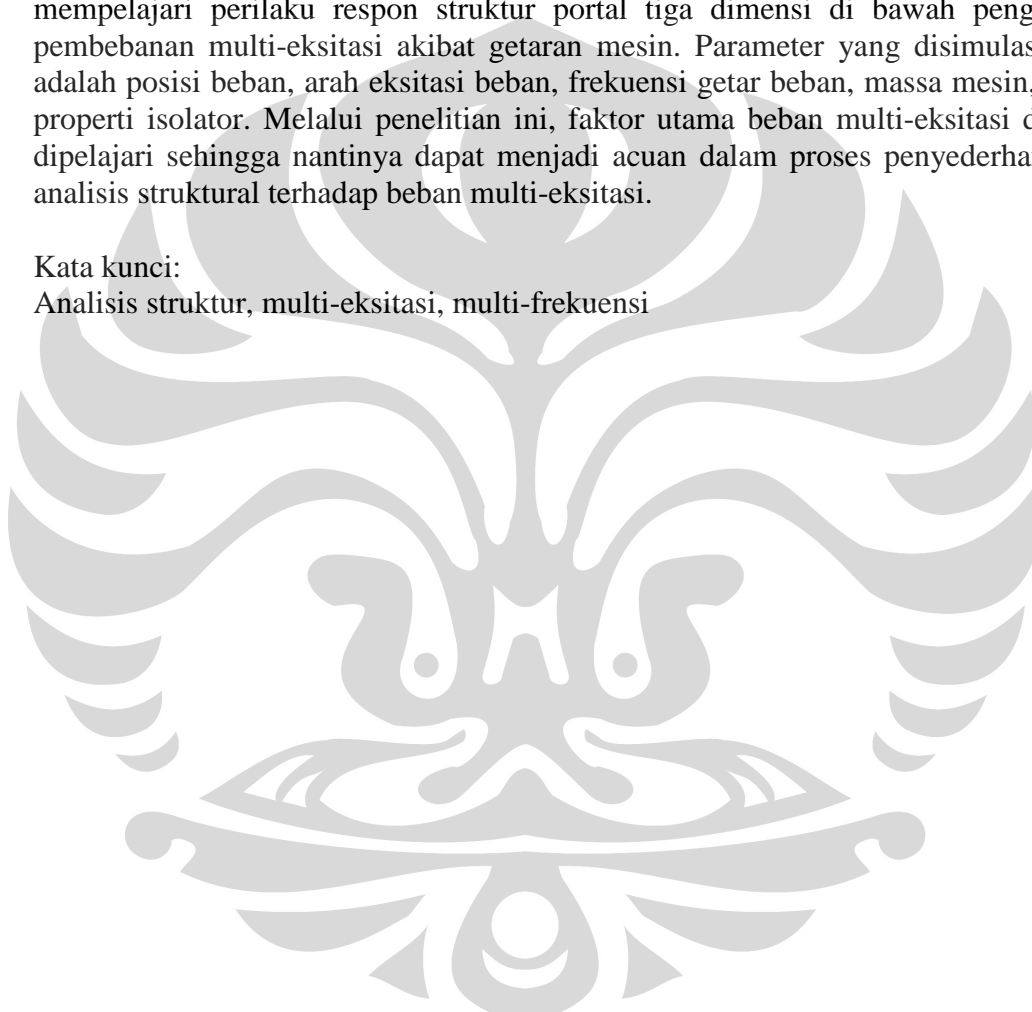 mempelajari perilaku respon struktur portal tiga dimensi di bawah
pembebanan multi-eksitasi akibat getaran mesin. Parameter yang
adalah posisi beban, arah eksitasi beban, frekuensi getar beban, massa mesin,
properti isolator. Melalui penelitian ini, faktor utama beban multi-eksitasi
dipelajari sehingga nantinya dapat menjadi acuan dalam proses
analisis struktural terhadap beban multi-eksitasi.
Kata kunci:
Analisis struktur, multi-eksitasi, multi-frekuensi